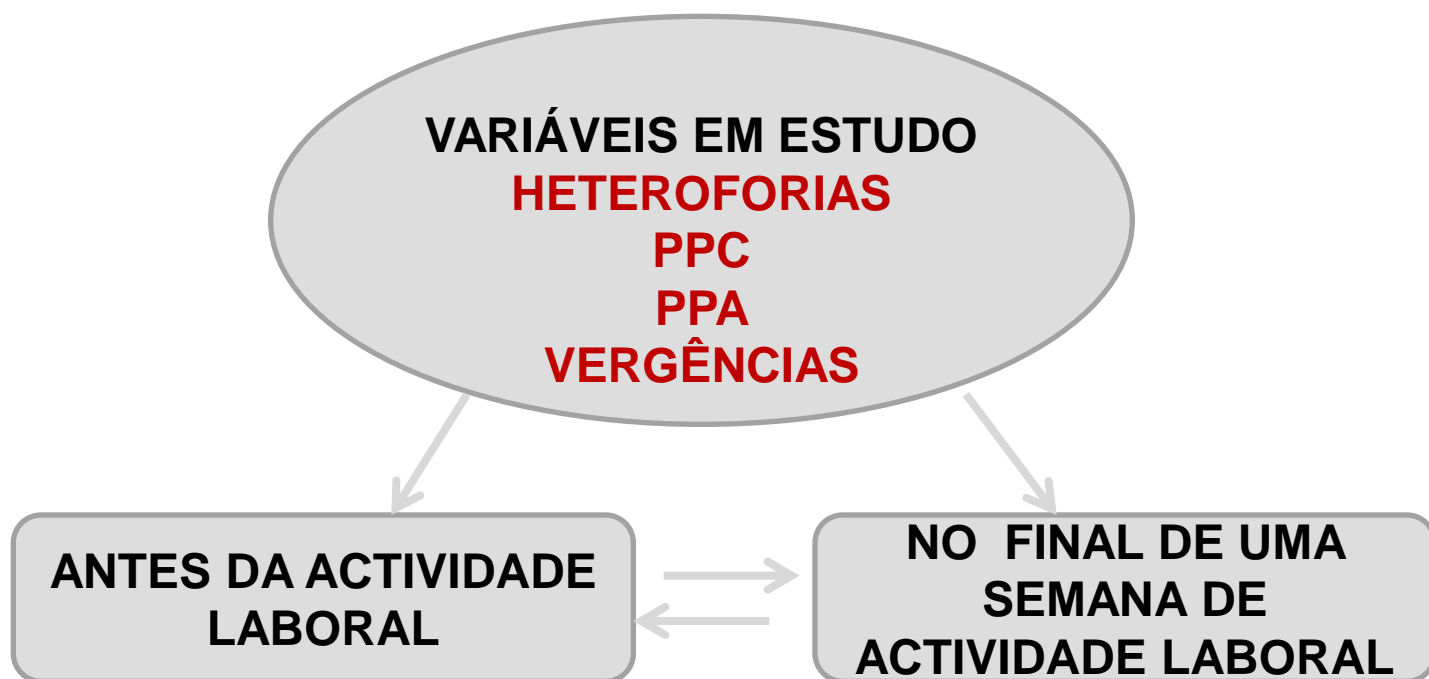 VARIÁVEIS EM ESTUDO
HETEROFORIAS
PPC
PPA
VERGÊNCIAS
ANTES DA ACTIVIDADE
LABORAL
NO FINAL DE UMA
SEMANA DE
ACTIVIDADE LABORAL